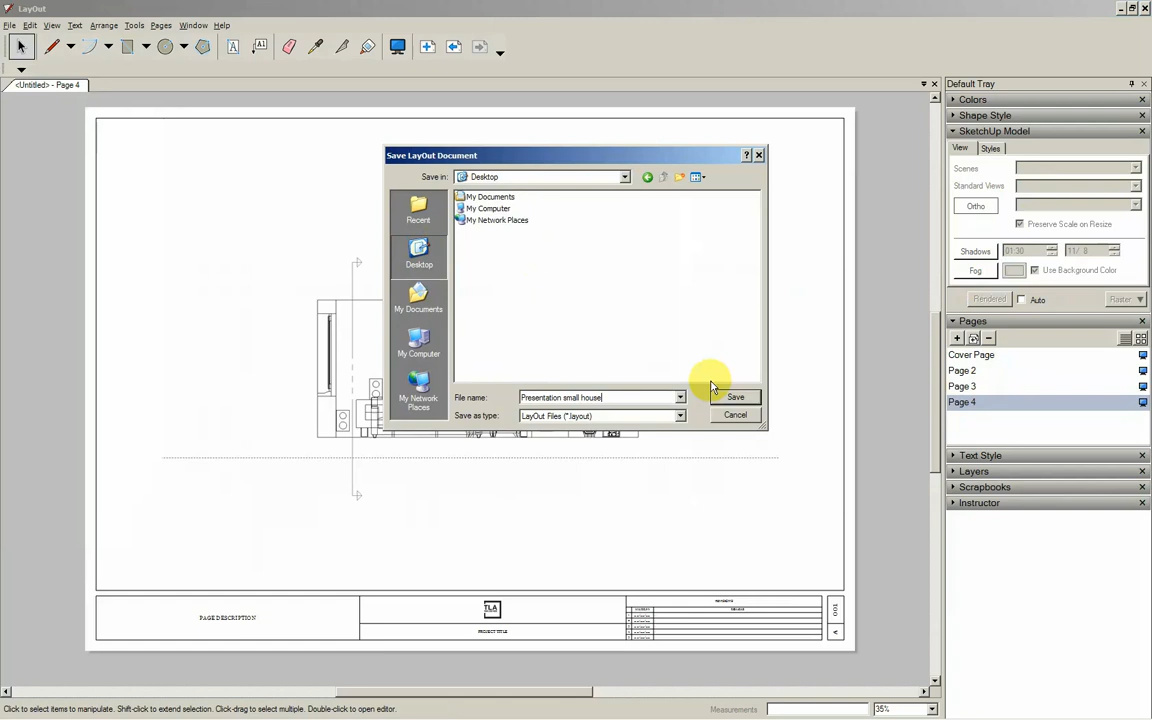 LayOut
File Edit View Text Arrange Tools Pages Window Help
<Untitled> - Page 4
Save LayOut Document
Save in: Desktop
Recent
Desktop
My Documents
My Computer
My Network Places
My Documents
My Computer
My Network Places
File name: Presentation small house
Save as type: LayOut Files (*.layout)
Save
Cancel
PAGE DESCRIPTION
TLA
PROJECT TITLE
001
A
Default Tray
Colors
Shape Style
SketchUp Model
View Styles
Scenes
Standard Views
Ortho
Preserve Scale on Resize
Shadows 01:30 11/ 8
Fog Use Background Color
Rendered Auto Raster
Pages
Cover Page
Page 2
Page 3
Page 4
Text Style
Layers
Scrapbooks
Instructor
Click to select items to manipulate. Shift-click to extend selection. Click-drag to select multiple. Double-click to open editor.
Measurements
35%